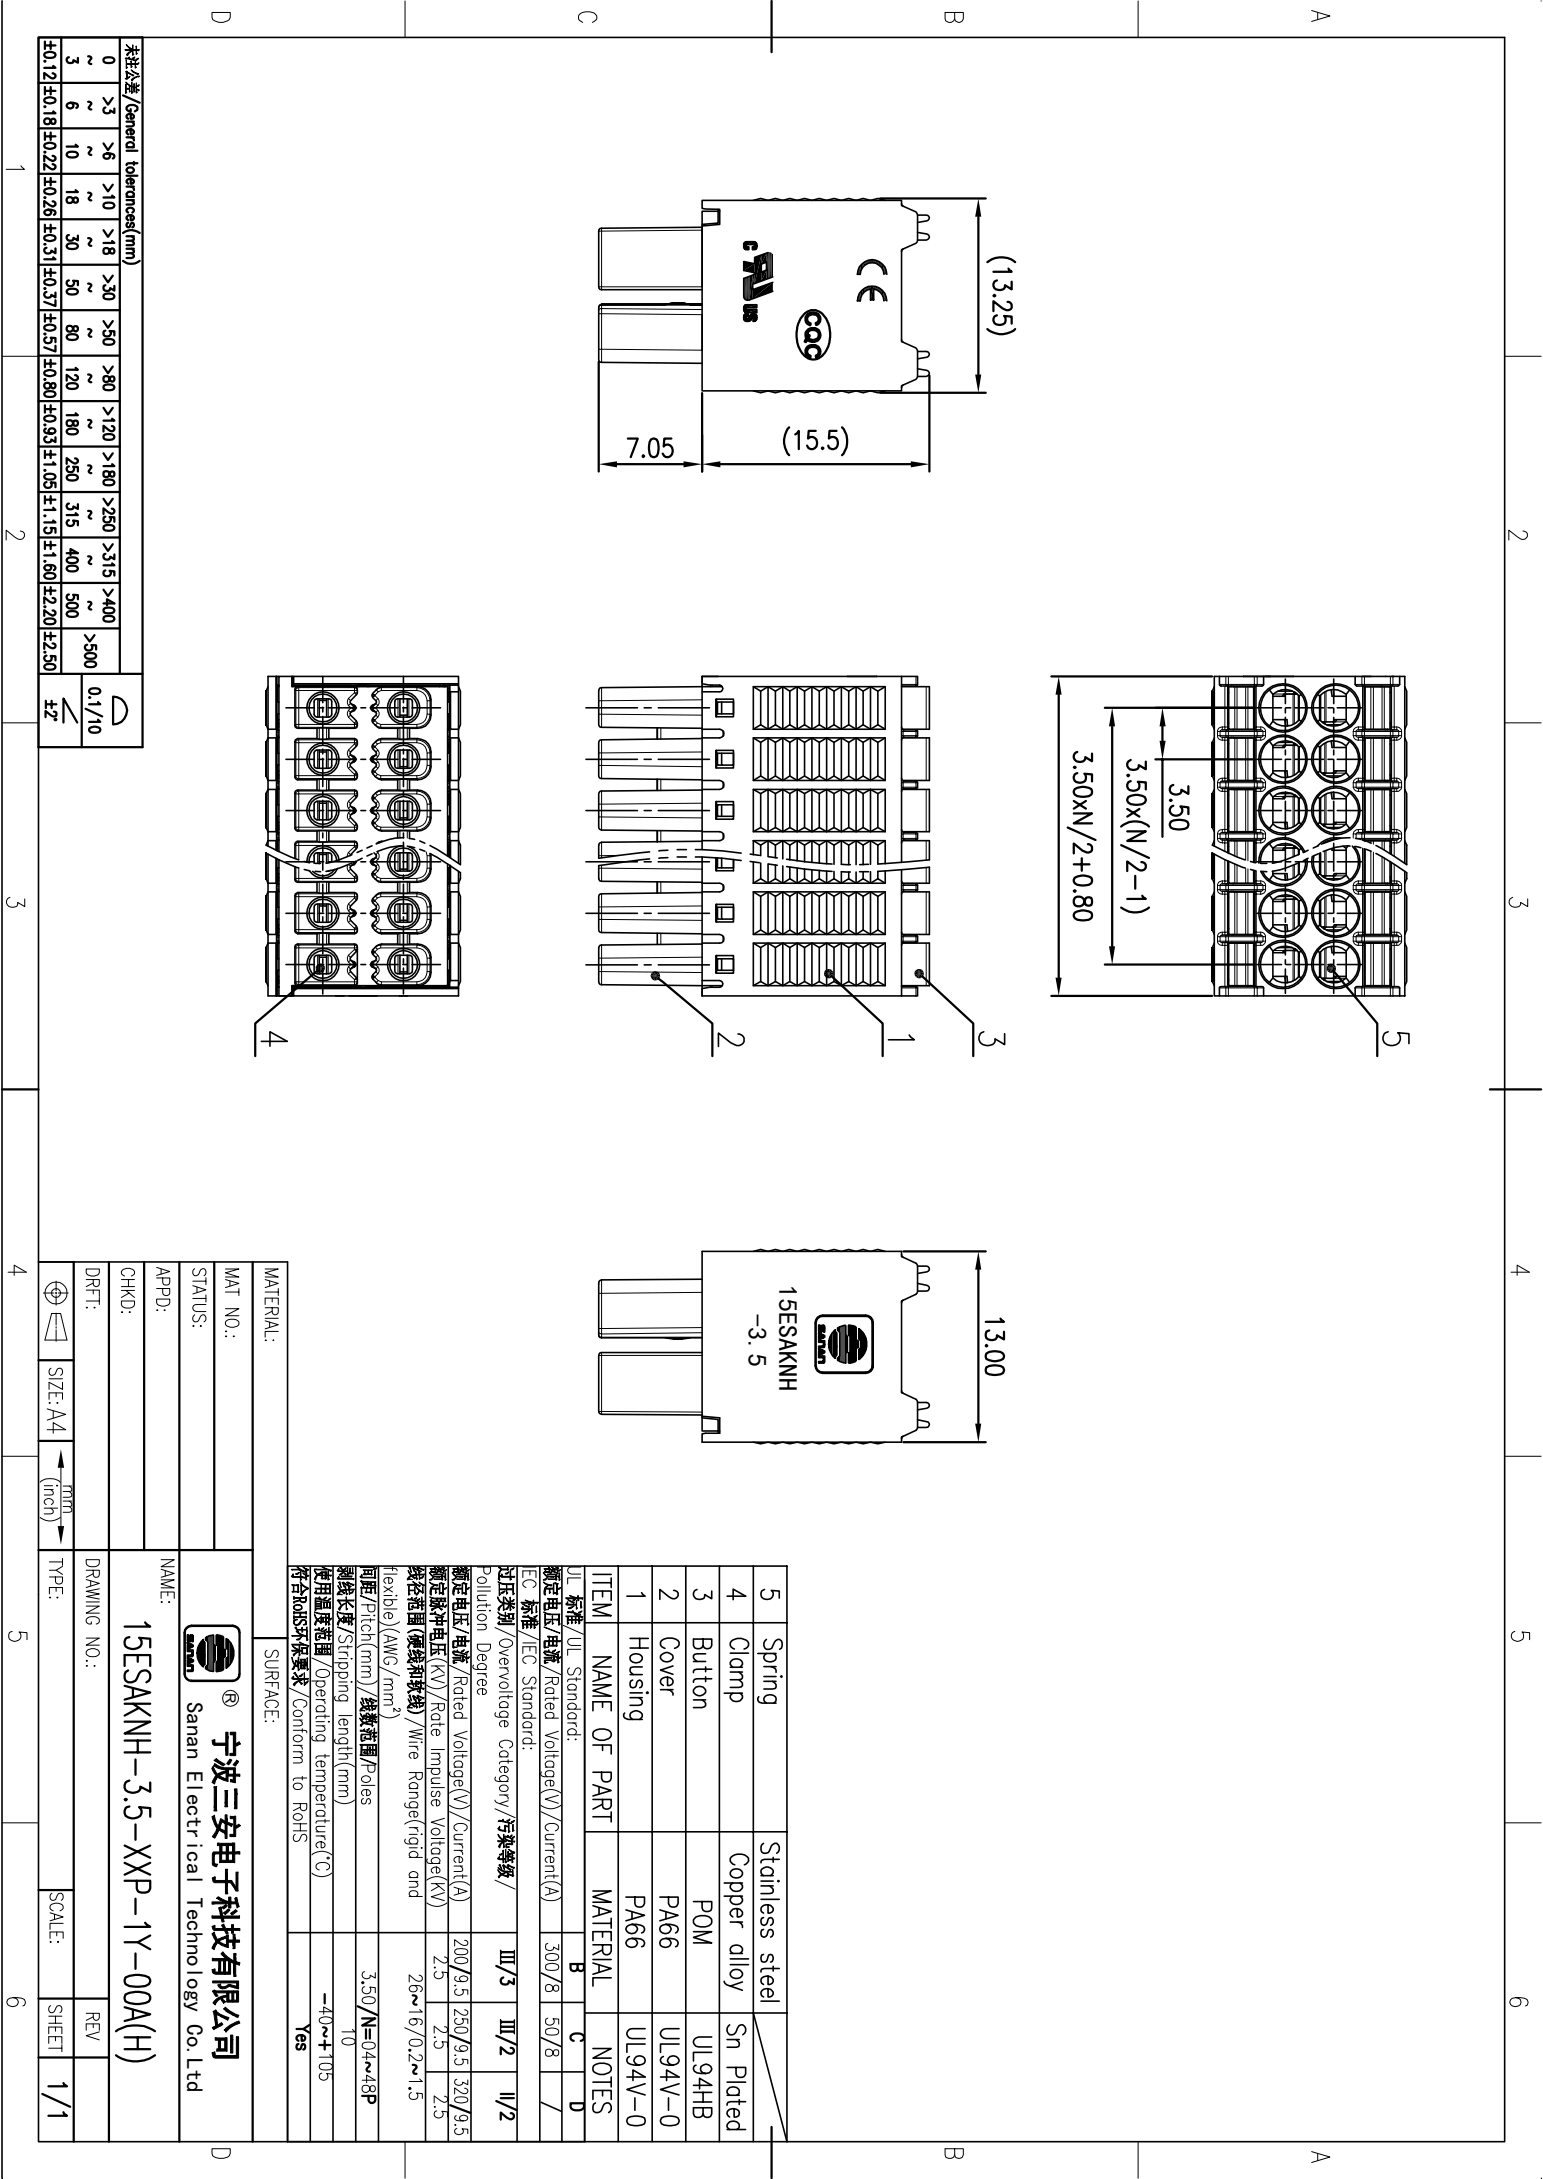 A
B
C
D
1
2
3
4
5
6
1
2
3
4
5
6
A
B
D
(13.25)
(15.5)
7.05
CE
CQC
C
US
3.50
3.50x(N/2-1)
3.50xN/2+0.80
5
3
1
2
4
13.00
SANAN
15ESAKNH
-3.5
未注公差/General tolerances(mm)
0 ~ 3 >3 ~ 6 >6 ~ 10 >10 ~ 18 >18 ~ 30 >30 ~ 50 >50 ~ 80 >80 ~ 120 >120 ~ 180 >180 ~ 250 >250 ~ 315 >315 ~ 400 >400 ~ 500 >500 0.1/10
±0.12 ±0.18 ±0.22 ±0.26 ±0.31 ±0.37 ±0.57 ±0.80 ±0.93 ±1.05 ±1.15 ±1.60 ±2.20 ±2.50 ±2°
5 Spring Stainless steel
4 Clamp Copper alloy Sn Plated
3 Button POM UL94HB
2 Cover PA66 UL94V-0
1 Housing PA66 UL94V-0
ITEM NAME OF PART MATERIAL NOTES
UL 标准/UL Standard: B C D
额定电压/电流/Rated Voltage(V)/Current(A) 300/8 50/8 /
IEC 标准/IEC Standard:
过压类别/Overvoltage Category/污染等级/ III/3 III/2 II/2
Pollution Degree
额定电压/电流/Rated Voltage(V)/Current(A) 200/9.5 250/9.5 320/9.5
额定脉冲电压(KV)/Rate Impulse Voltage(KV) 2.5 2.5 2.5
线径范围(硬线和软线)/Wire Range(rigid and 26~16/0.2~1.5
flexible)(AWG/mm²)
间距/Pitch(mm)/线数范围/Poles 3.50/N=04~48P
剥线长度/Stripping length(mm) 10
使用温度范围/Operating temperature(°C) -40~+105
符合RoHS环保要求/Conform to RoHS Yes
MATERIAL: SURFACE:
MAT NO.:
STATUS:
APPD:
CHKD:
DRFT:
SANAN ® 宁波三安电子科技有限公司
Sanan Electrical Technology Co. Ltd
NAME:
15ESAKNH-3.5-XXP-1Y-00A(H)
DRAWING NO.: REV
SIZE: A4 mm (inch) TYPE: SCALE: SHEET 1/1